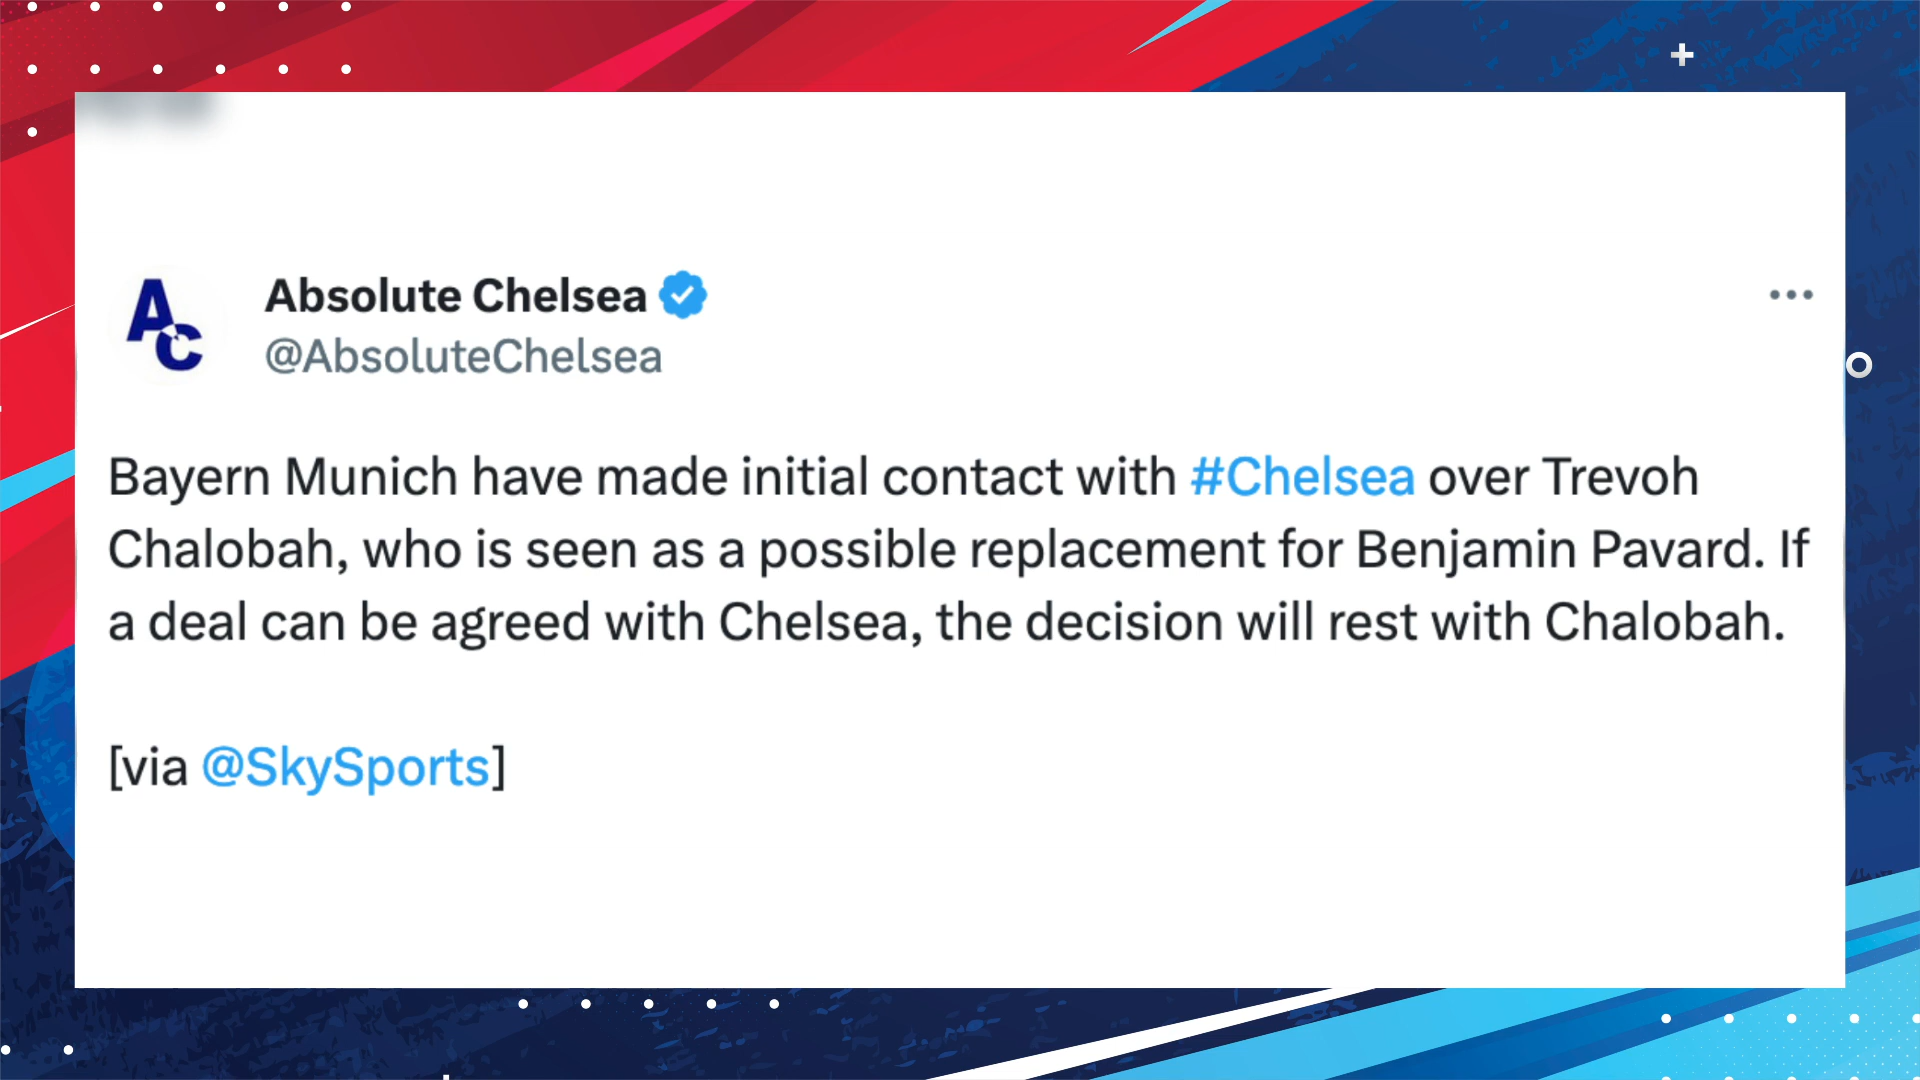 AC
Absolute Chelsea
@AbsoluteChelsea
Bayern Munich have made initial contact with #Chelsea over Trevoh
Chalobah, who is seen as a possible replacement for Benjamin Pavard. If
a deal can be agreed with Chelsea, the decision will rest with Chalobah.
[via @SkySports]